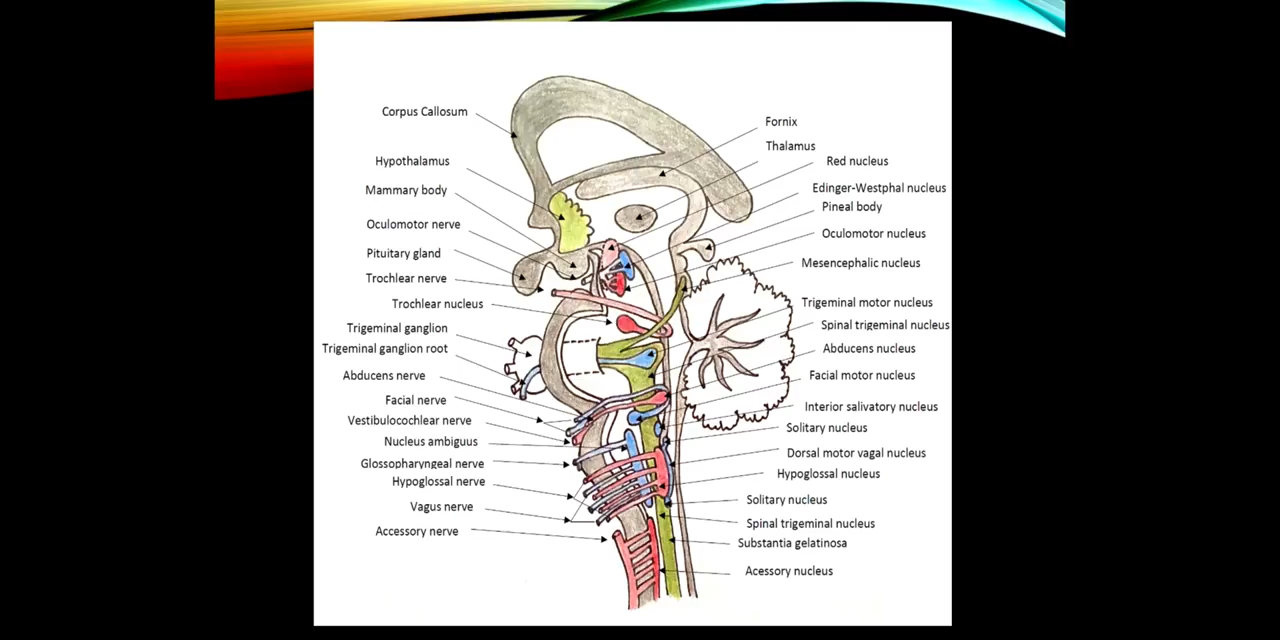 Corpus Callosum
Hypothalamus
Mammary body
Oculomotor nerve
Pituitary gland
Trochlear nerve
Trochlear nucleus
Trigeminal ganglion
Trigeminal ganglion root
Abducens nerve
Facial nerve
Vestibulocochlear nerve
Nucleus ambiguus
Glossopharyngeal nerve
Hypoglossal nerve
Vagus nerve
Accessory nerve
Fornix
Thalamus
Red nucleus
Edinger-Westphal nucleus
Pineal body
Oculomotor nucleus
Mesencephalic nucleus
Trigeminal motor nucleus
Spinal trigeminal nucleus
Abducens nucleus
Facial motor nucleus
Interior salivatory nucleus
Solitary nucleus
Dorsal motor vagal nucleus
Hypoglossal nucleus
Solitary nucleus
Spinal trigeminal nucleus
Substantia gelatinosa
Acessory nucleus